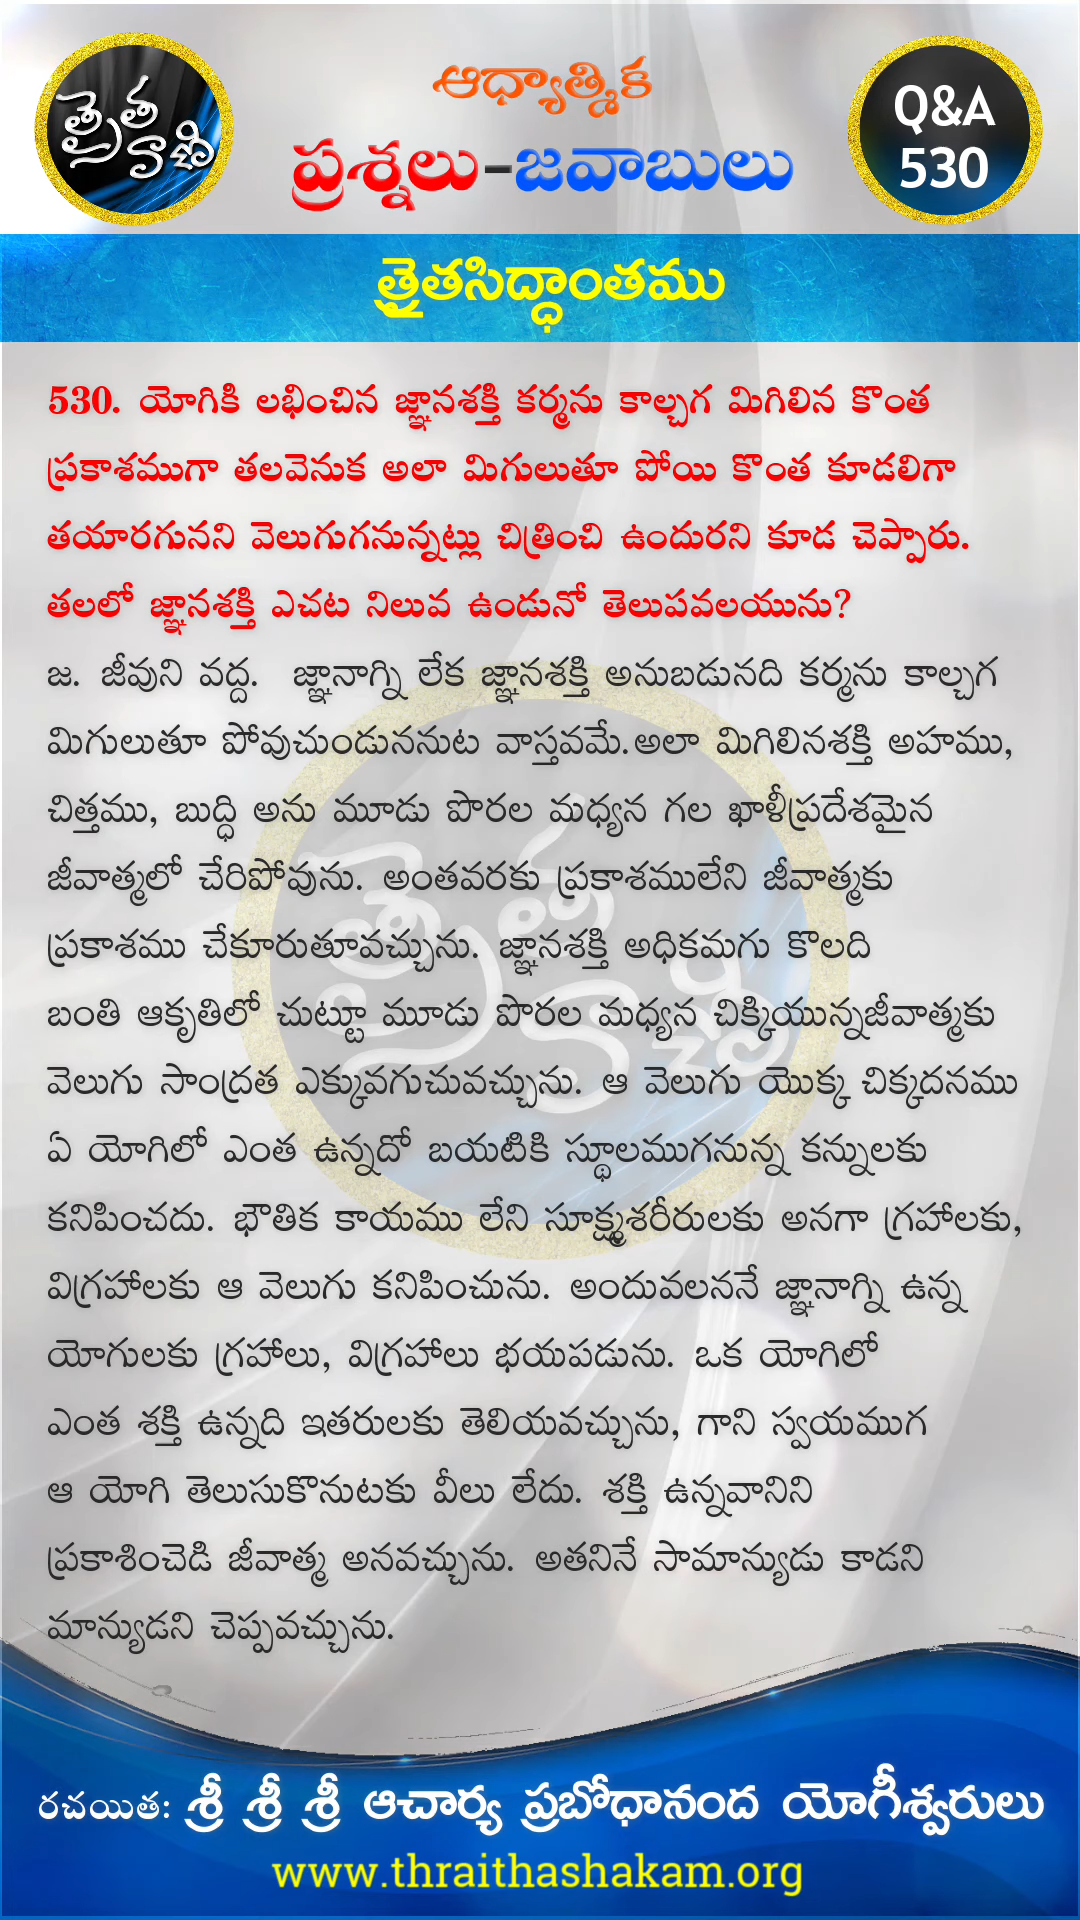 త్రైత
వాణి
ఆధ్యాత్మిక
ప్రశ్నలు-జవాబులు
Q&A
530
త్రైతసిద్ధాంతము
530. యోగికి లభించిన జ్ఞానశక్తి కర్మను కాల్చగ మిగిలిన కొంత
ప్రకాశముగా తలవెనుక అలా మిగులుతూ పోయి కొంత కూడలిగా
తయారగునని వెలుగుగనున్నట్లు చిత్రించి ఉందురని కూడ చెప్పారు.
తలలో జ్ఞానశక్తి ఎచట నిలువ ఉండునో తెలుపవలయును?
జ. జీవుని వద్ద. జ్ఞానాగ్ని లేక జ్ఞానశక్తి అనుబడునది కర్మను కాల్చగ
మిగులుతూ పోవుచుండుననుట వాస్తవమే.అలా మిగిలినశక్తి అహము,
చిత్తము, బుద్ధి అను మూడు పొరల మధ్యన గల ఖాళీప్రదేశమైన
జీవాత్మలో చేరిపోవును. అంతవరకు ప్రకాశములేని జీవాత్మకు
ప్రకాశము చేకూరుతూవచ్చును. జ్ఞానశక్తి అధికమగు కొలది
బంతి ఆకృతిలో చుట్టూ మూడు పొరల మధ్యన చిక్కియున్నజీవాత్మకు
వెలుగు సాంద్రత ఎక్కువగుచువచ్చును. ఆ వెలుగు యొక్క చిక్కదనము
ఏ యోగిలో ఎంత ఉన్నదో బయటికి స్థూలముగనున్న కన్నులకు
కనిపించదు. భౌతిక కాయము లేని సూక్ష్మశరీరులకు అనగా గ్రహాలకు,
విగ్రహాలకు ఆ వెలుగు కనిపించును. అందువలననే జ్ఞానాగ్ని ఉన్న
యోగులకు గ్రహాలు, విగ్రహాలు భయపడును. ఒక యోగిలో
ఎంత శక్తి ఉన్నది ఇతరులకు తెలియవచ్చును, గాని స్వయముగ
ఆ యోగి తెలుసుకొనుటకు వీలు లేదు. శక్తి ఉన్నవానిని
ప్రకాశించెడి జీవాత్మ అనవచ్చును. అతనినే సామాన్యుడు కాడని
మాన్యుడని చెప్పవచ్చును.
రచయిత: శ్రీ శ్రీ శ్రీ ఆచార్య ప్రబోధానంద యోగీశ్వరులు
www.thraithashakam.org